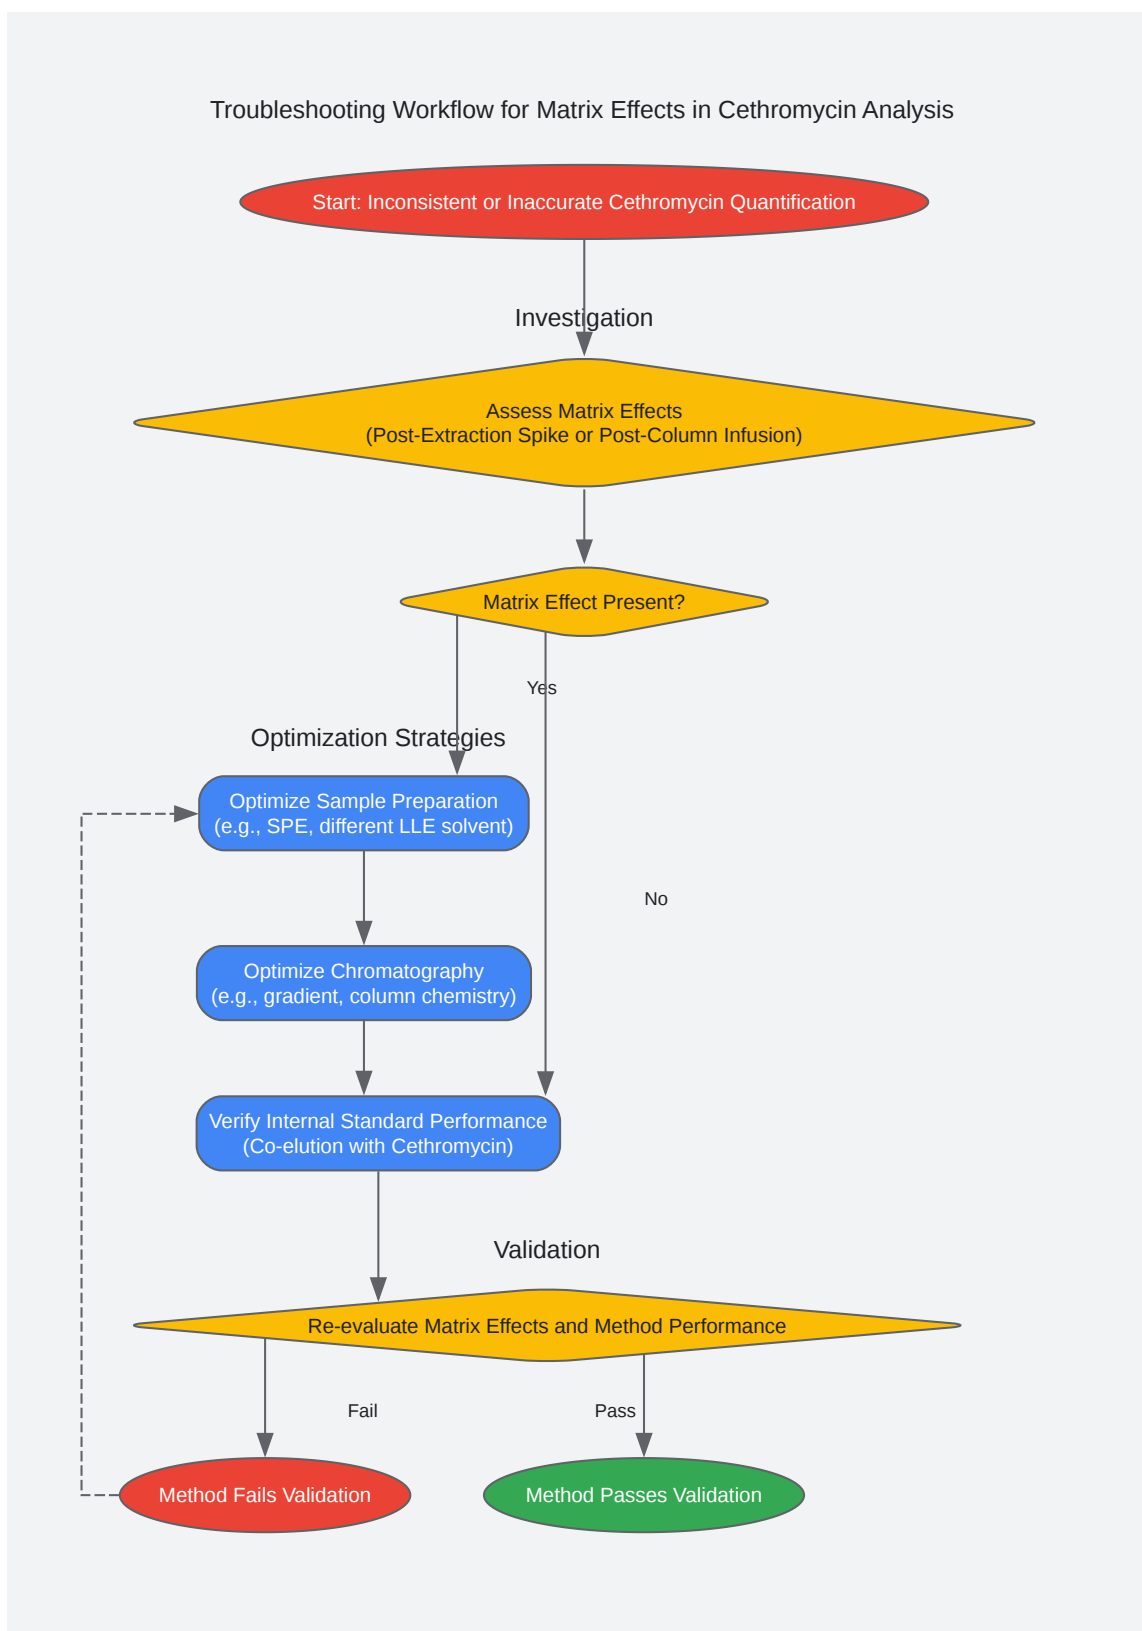 Troubleshooting Workflow for Matrix Effects in Cethromycin Analysis
Start: Inconsistent or Inaccurate Cethromycin Quantification
Investigation
Assess Matrix Effects
(Post-Extraction Spike or Post-Column Infusion)
Matrix Effect Present?
Yes
Optimization Strategies
Optimize Sample Preparation
(e.g., SPE, different LLE solvent)
No
Optimize Chromatography
(e.g., gradient, column chemistry)
Verify Internal Standard Performance
(Co-elution with Cethromycin)
Validation
Re-evaluate Matrix Effects and Method Performance
Fail
Pass
Method Fails Validation
Method Passes Validation